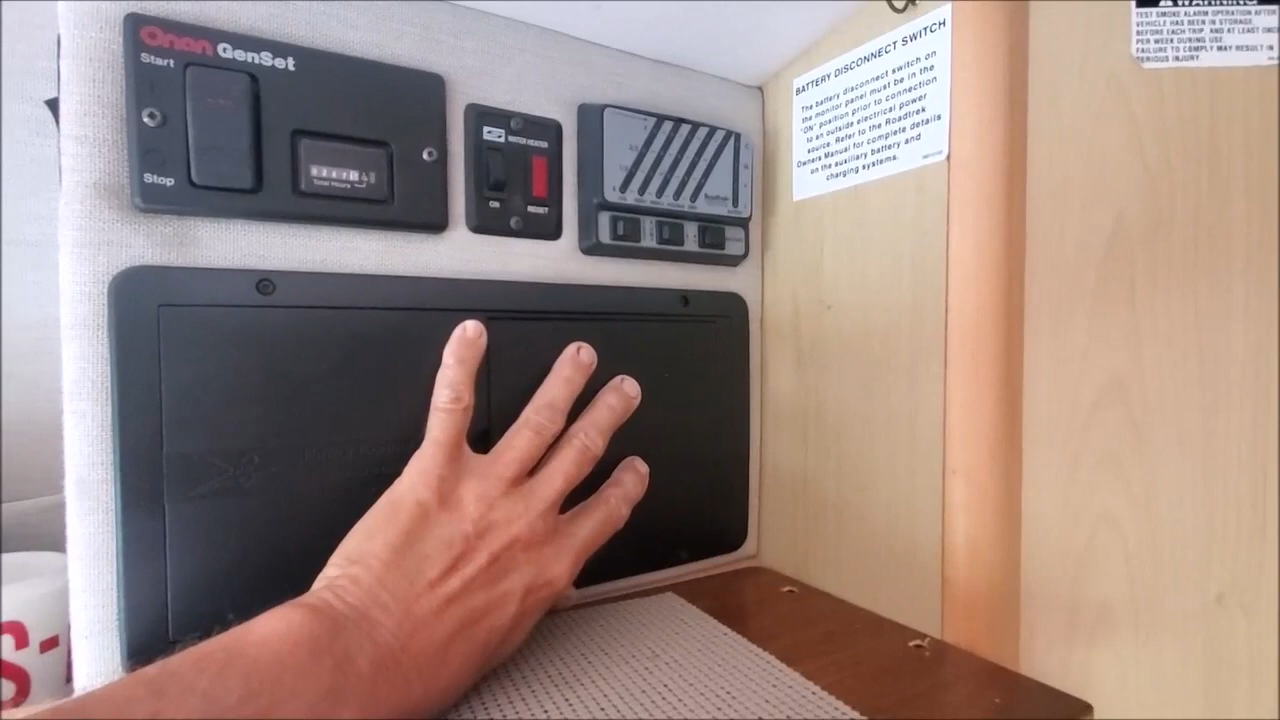 Onan GenSet
Start
Stop
Total Hours
WATER HEATER
ON
RESET
BATTERY DISCONNECT SWITCH
The battery disconnect switch on
the monitor panel must be in the
"ON" position prior to connection
to an outside electrical power
source. Refer to the Roadtrek
Owners Manual for complete details
on the auxiliary battery and
charging systems.
WARNING
TEST SMOKE ALARM OPERATION AFTER
VEHICLE HAS BEEN IN STORAGE,
BEFORE EACH TRIP, AND AT LEAST ONCE
PER WEEK DURING USE.
FAILURE TO COMPLY MAY RESULT IN
SERIOUS INJURY.
S-